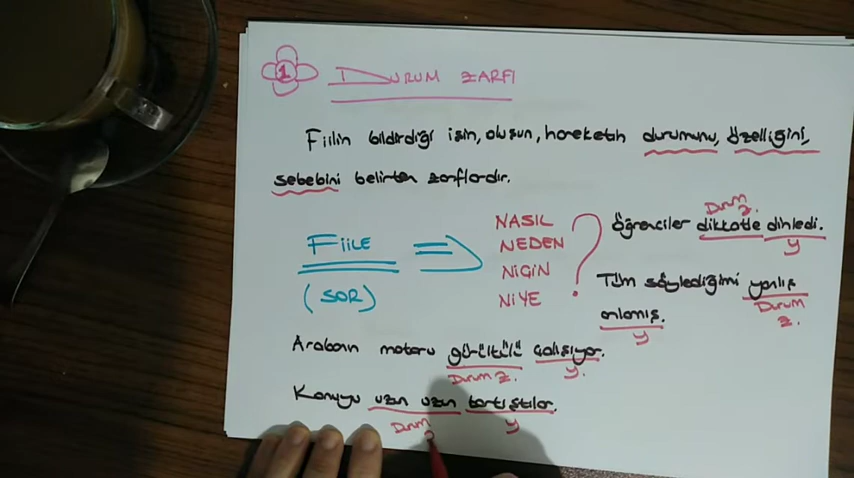 1 DURUM ZARFI
Fiilin bildirdiği işin, oluşun, hareketin durumunu, özelliğini,
sebebini belirten zarflardır.
FİİLE
(SOR)
NASIL
NEDEN
NİÇİN
NİYE
?
Öğrenciler dikkatle dinledi.
Durum z.
y
Tüm söylediğimi yanlış
Durum z.
anlamış.
y
Arabanın motoru gürültülü çalışıyor.
Durum z. y.
Konuyu uzun uzun tartıştılar.
Durum y